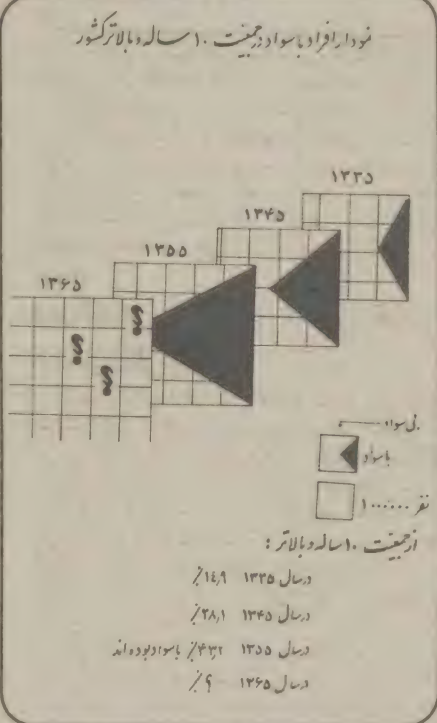 نمودار افراد باسواد در جمعیت ۱۰ ساله و بالاتر کشور
۱۳۳۵
۱۳۴۵
۱۳۵۵
۱۳۶۵
؟
؟
؟
بی سواد
باسواد
۱۰۰۰۰۰۰ نفر
از جمعیت ۱۰ ساله و بالاتر :
در سال ۱۳۳۵ ۱۴٫۹٪
در سال ۱۳۴۵ ۲۸٫۱٪
در سال ۱۳۵۵ ۴۳٫۲٪ باسواد بوده اند
در سال ۱۳۶۵ ؟٪